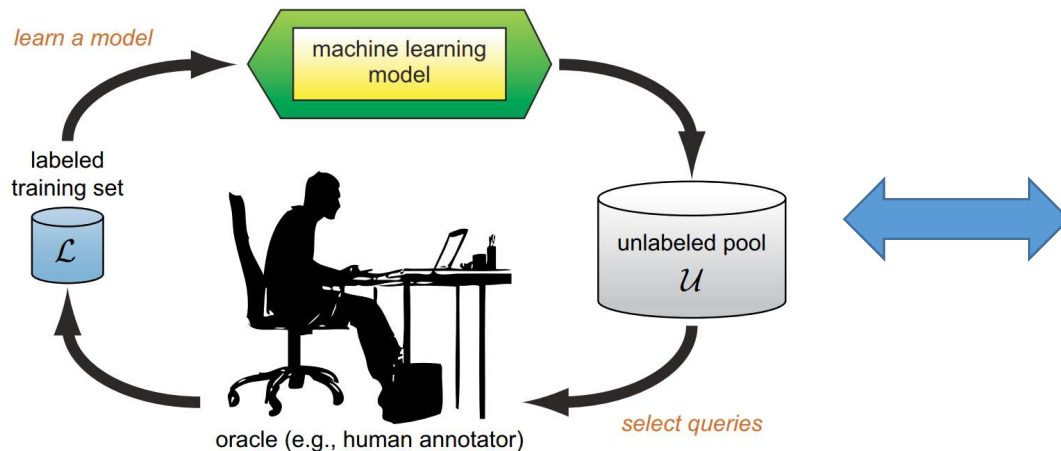 learn a model
machine learning
model
labeled
training set
ℒ
unlabeled pool
𝒰
select queries
oracle (e.g., human annotator)